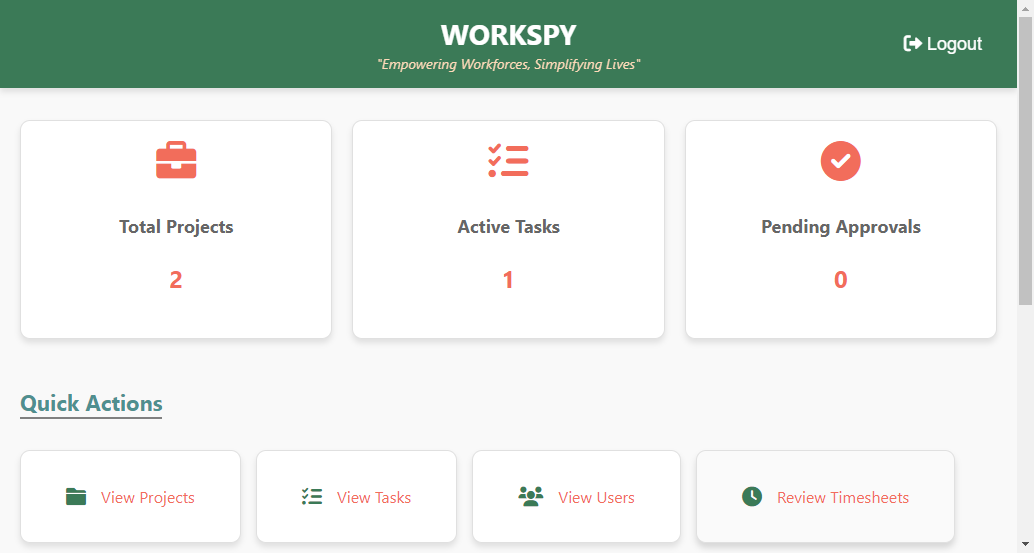 WORKSPY
"Empowering Workforces, Simplifying Lives"
Logout
Total Projects
Active Tasks
Pending Approvals
2
1
0
Quick Actions
View Projects
View Tasks
View Users
Review Timesheets